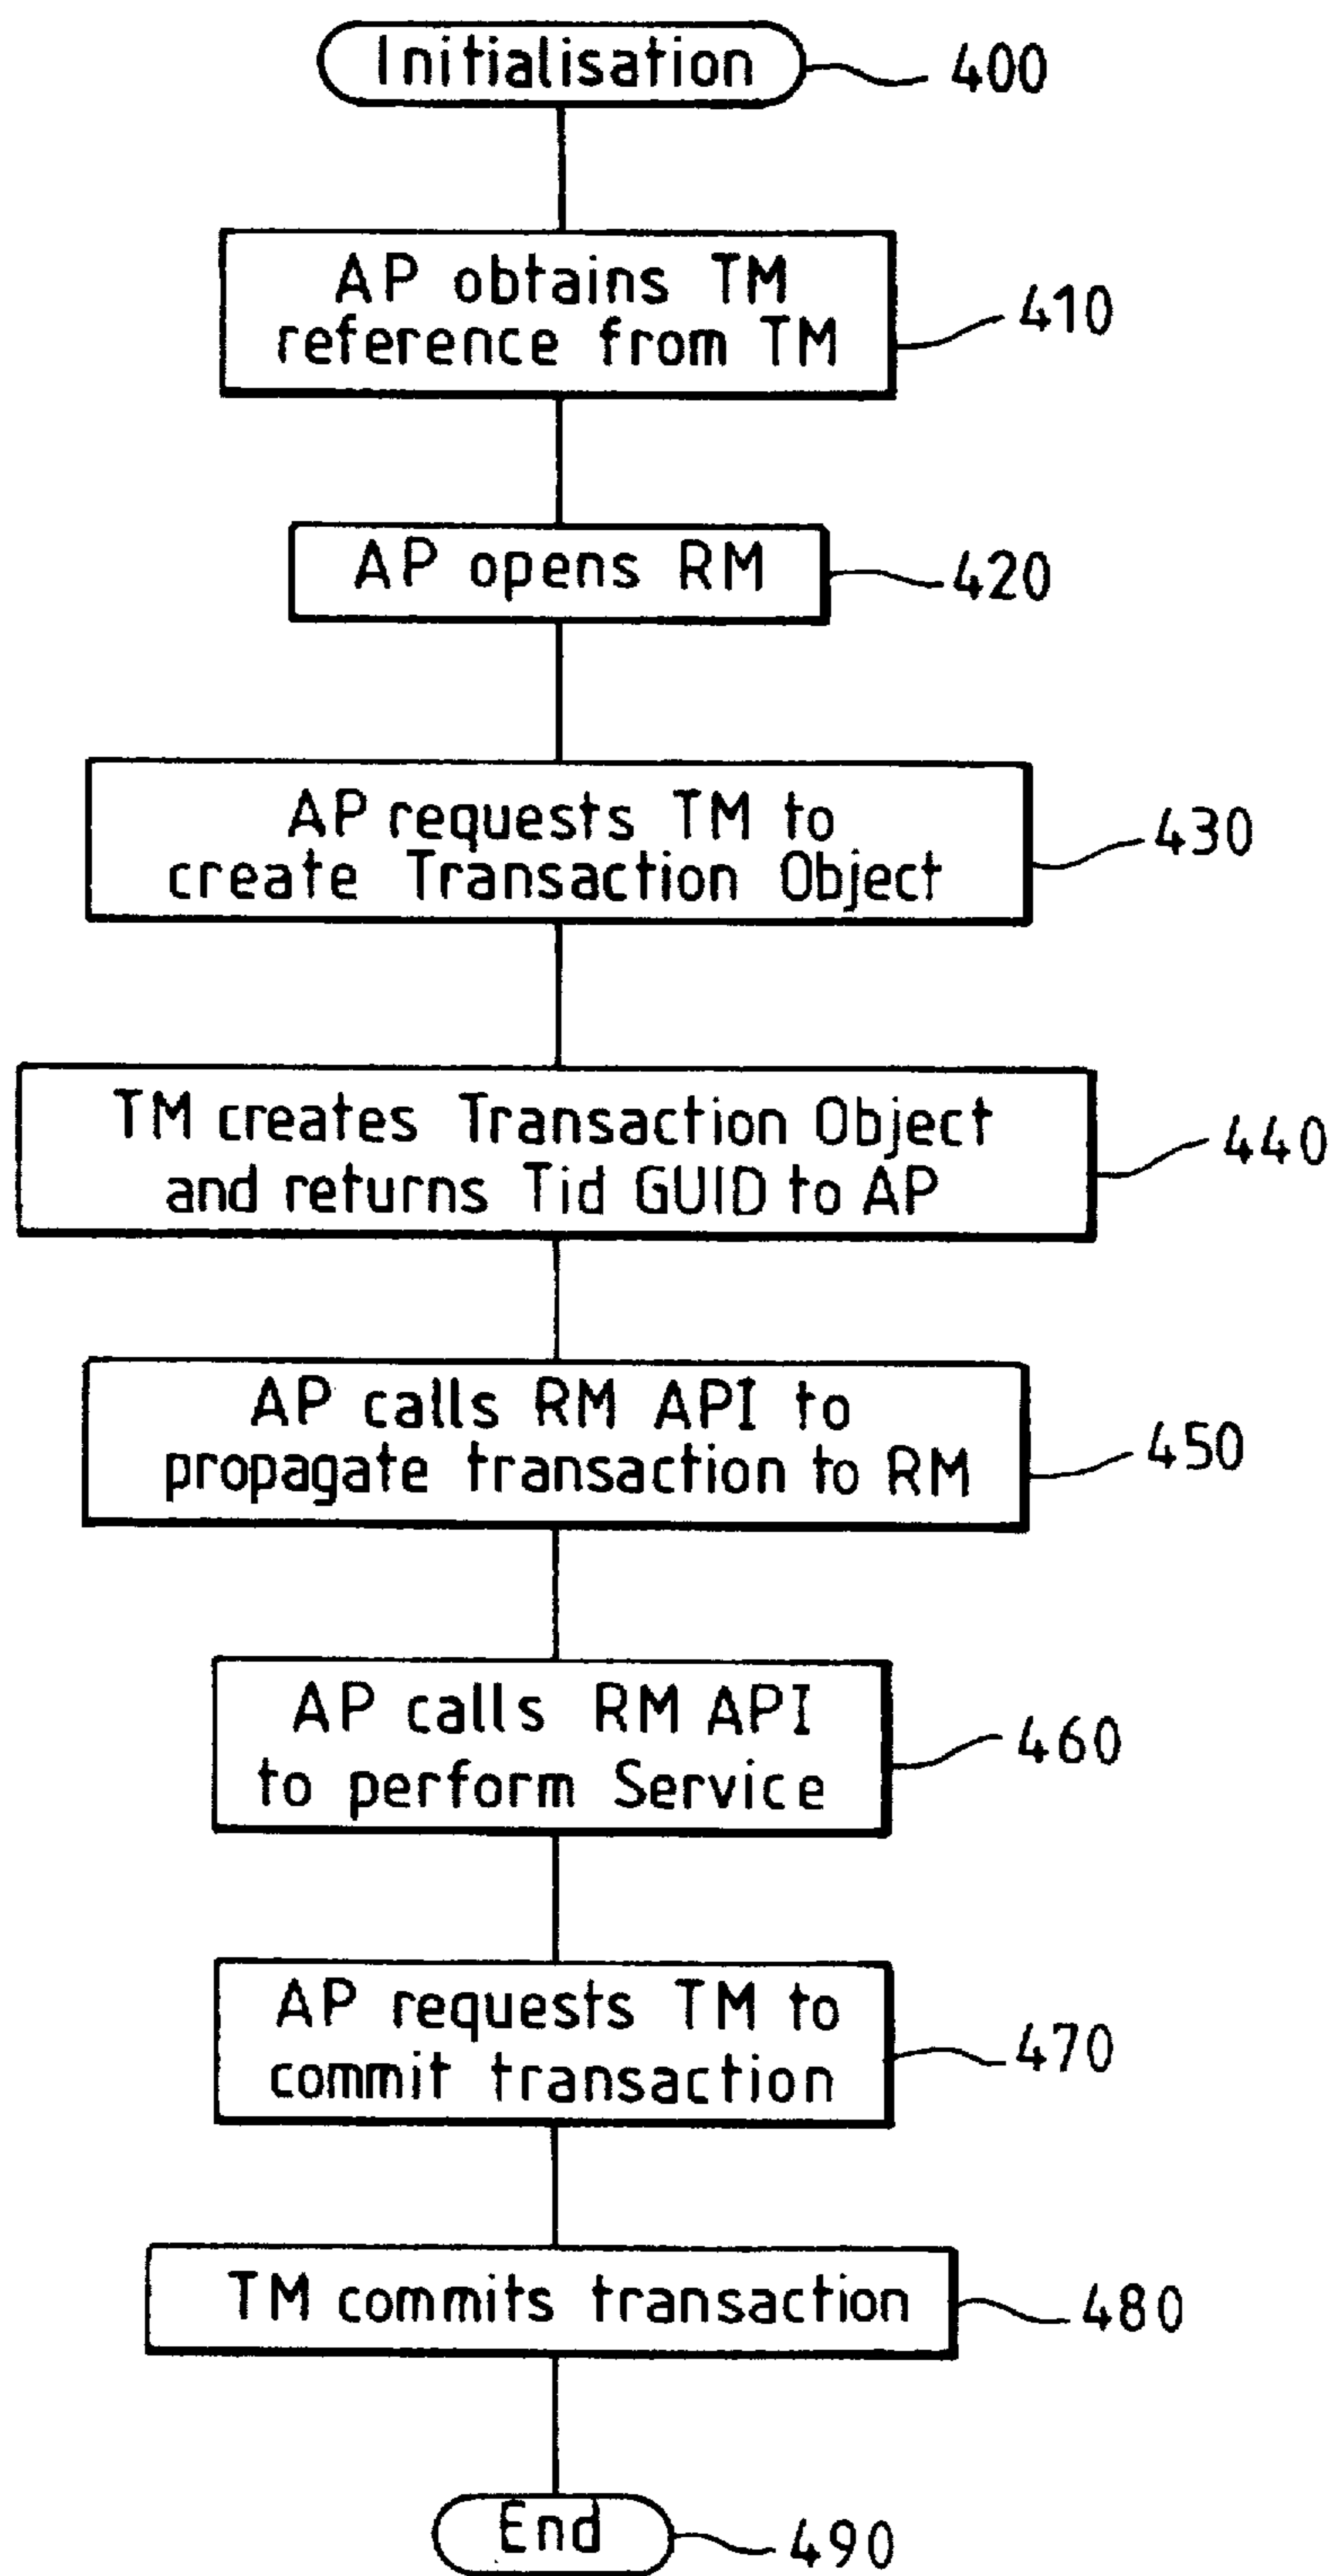 Initialisation
400
AP obtains TM
reference from TM
410
AP opens RM
420
AP requests TM to
create Transaction Object
430
TM creates Transaction Object
and returns Tid GUID to AP
440
AP calls RM API to
propagate transaction to RM
450
AP calls RM API
to perform Service
460
AP requests TM to
commit transaction
470
TM commits transaction
480
End
490